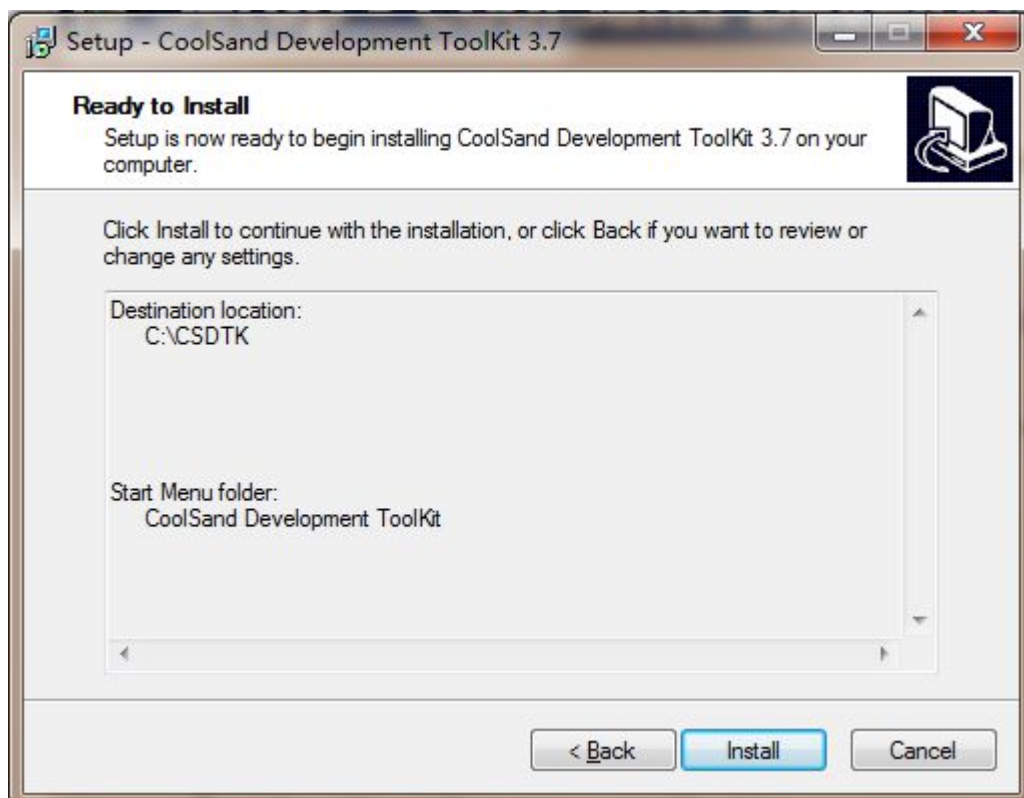 Setup - CoolSand Development ToolKit 3.7
Ready to Install
Setup is now ready to begin installing CoolSand Development ToolKit 3.7 on your
computer.
Click Install to continue with the installation, or click Back if you want to review or
change any settings.
Destination location:
C:\CSDTK
Start Menu folder:
CoolSand Development ToolKit
< Back
Install
Cancel